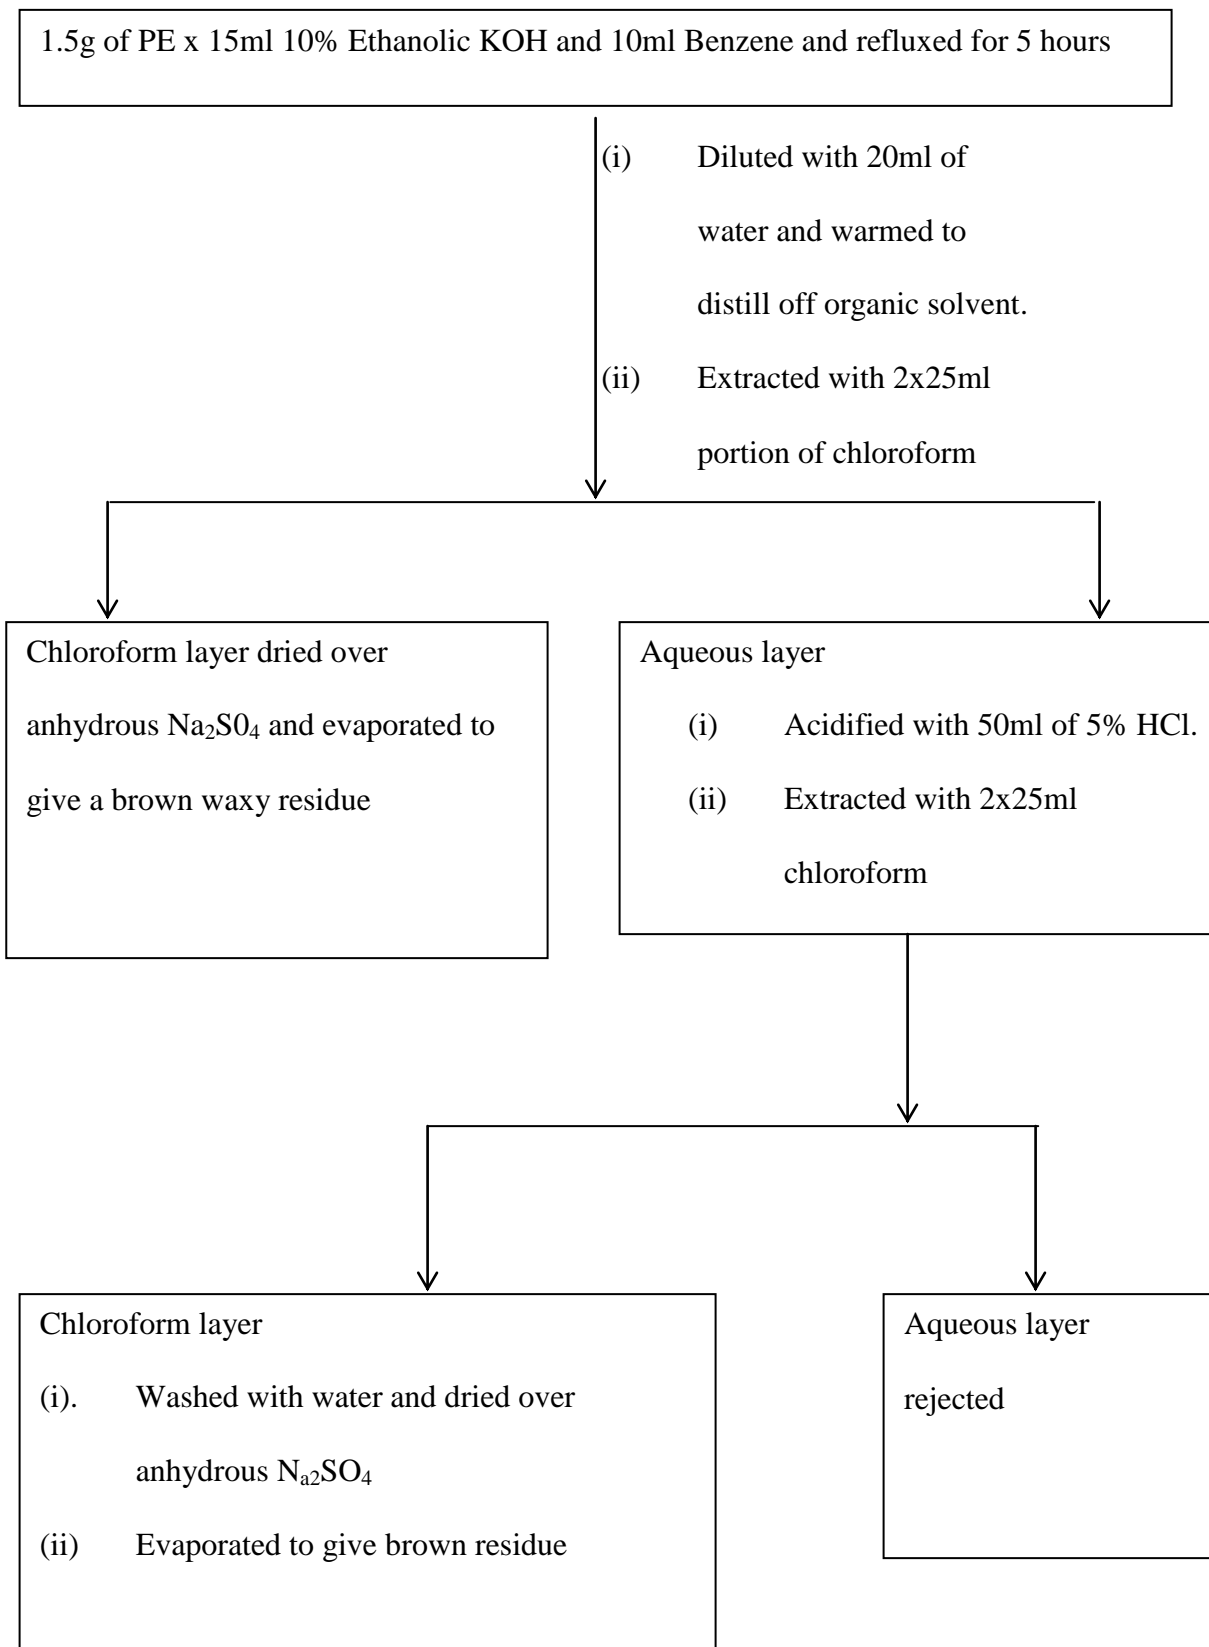 1.5g of PE x 15ml 10% Ethanolic KOH and 10ml Benzene and refluxed for 5 hours
(i) Diluted with 20ml of
water and warmed to
distill off organic solvent.
(ii) Extracted with 2x25ml
portion of chloroform
Chloroform layer dried over
anhydrous Na₂S0₄ and evaporated to
give a brown waxy residue
Aqueous layer
(i) Acidified with 50ml of 5% HCl.
(ii) Extracted with 2x25ml
chloroform
Chloroform layer
(i). Washed with water and dried over
anhydrous Nₐ₂SO₄
(ii) Evaporated to give brown residue
Aqueous layer
rejected